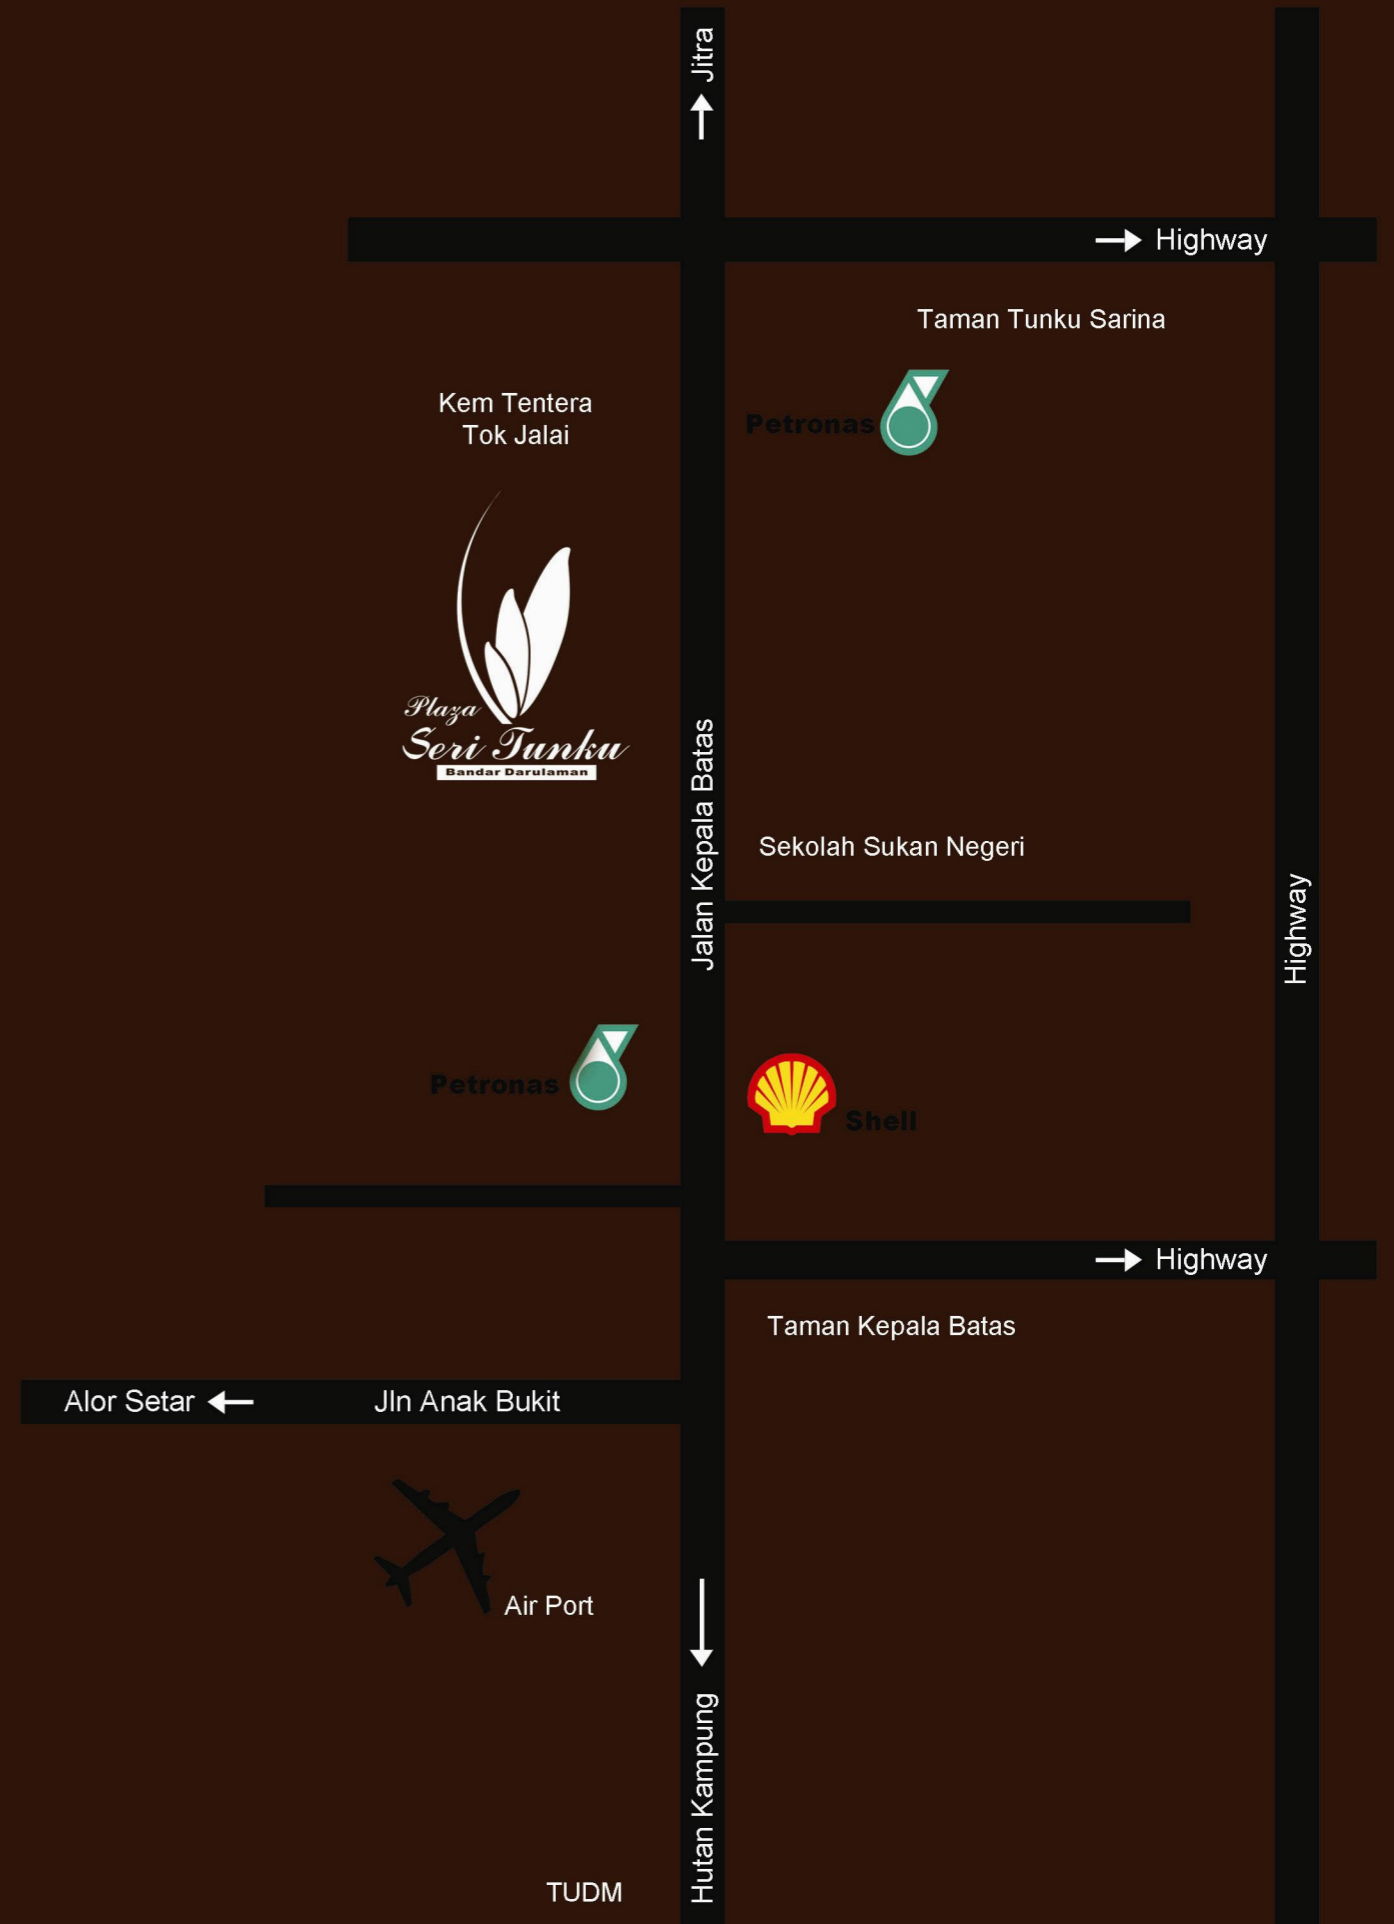 Jitra
Highway
Taman Tunku Sarina
Kem Tentera
Tok Jalai
Petronas
Plaza
Seri Tunku
Bandar Darulaman
Jalan Kepala Batas
Sekolah Sukan Negeri
Highway
Petronas
Shell
Highway
Taman Kepala Batas
Alor Setar
Jln Anak Bukit
Air Port
Hutan Kampung
TUDM